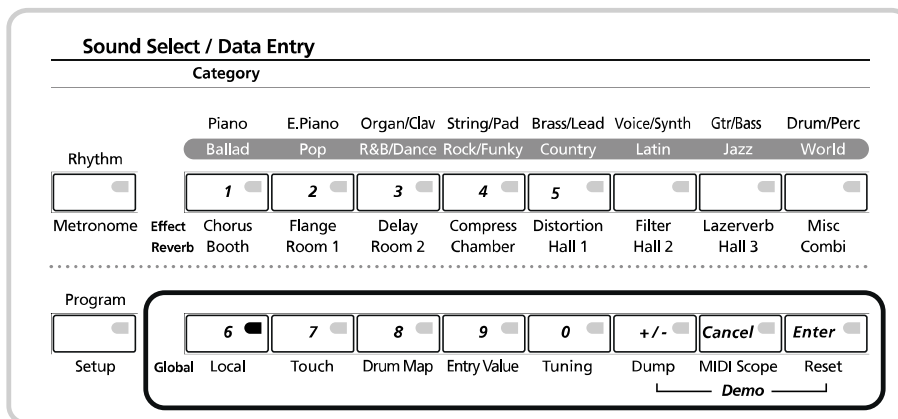 Sound Select / Data Entry
Category
Piano E.Piano Organ/Clav String/Pad Brass/Lead Voice/Synth Gtr/Bass Drum/Perc
Ballad Pop R&B/Dance Rock/Funky Country Latin Jazz World
Rhythm
1 2 3 4 5
Metronome Effect Chorus Flange Delay Compress Distortion Filter Lazerverb Misc
Reverb Booth Room 1 Room 2 Chamber Hall 1 Hall 2 Hall 3 Combi
Program
6 7 8 9 0 +/- Cancel Enter
Setup Global Local Touch Drum Map Entry Value Tuning Dump MIDI Scope Reset
Demo